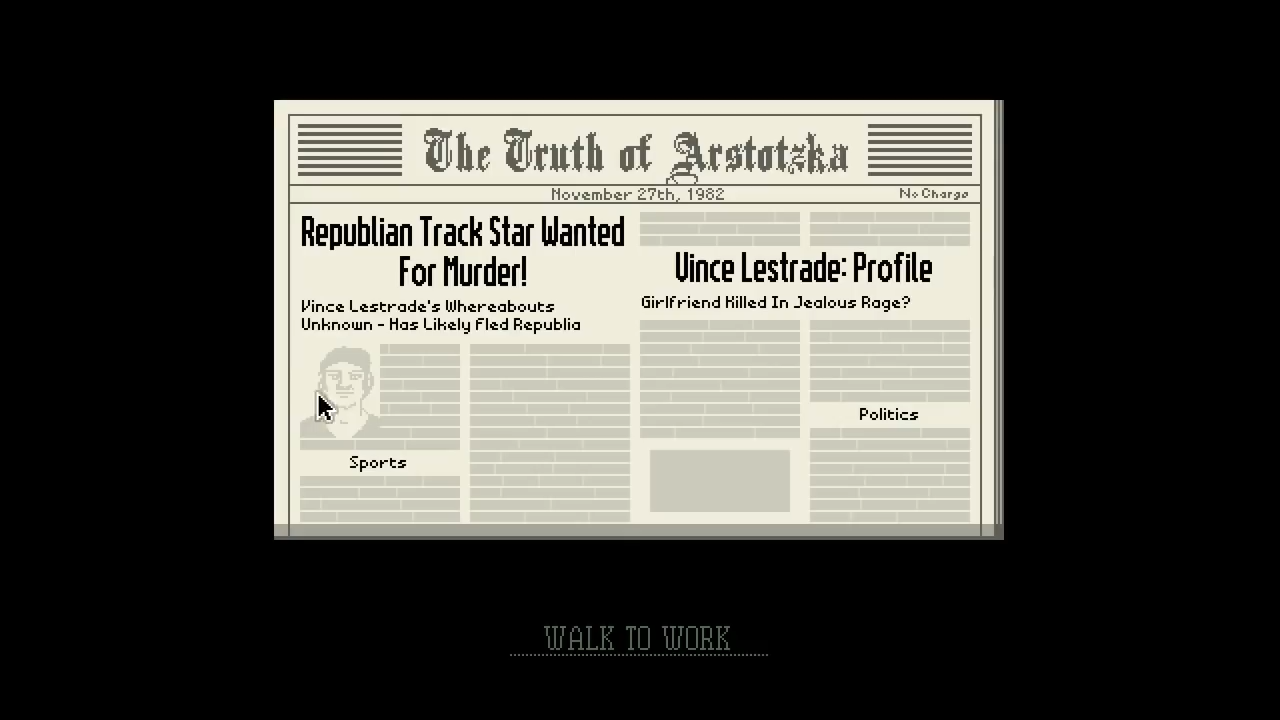 The Truth of Arstotzka
November 27th, 1982
No Charge
Republian Track Star Wanted
For Murder!
Vince Lestrade's Whereabouts
Unknown - Has Likely Fled Republia
Sports
Vince Lestrade: Profile
Girlfriend Killed In Jealous Rage?
Politics
WALK TO WORK